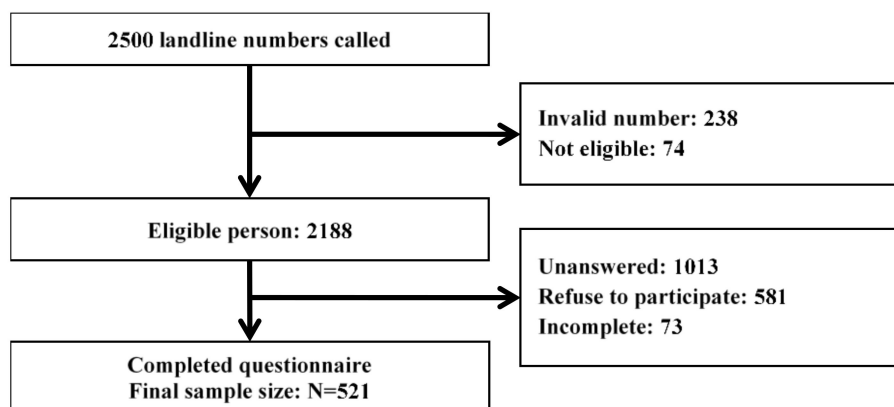 2500 landline numbers called
Invalid number: 238
Not eligible: 74
Eligible person: 2188
Unanswered: 1013
Refuse to participate: 581
Incomplete: 73
Completed questionnaire
Final sample size: N=521